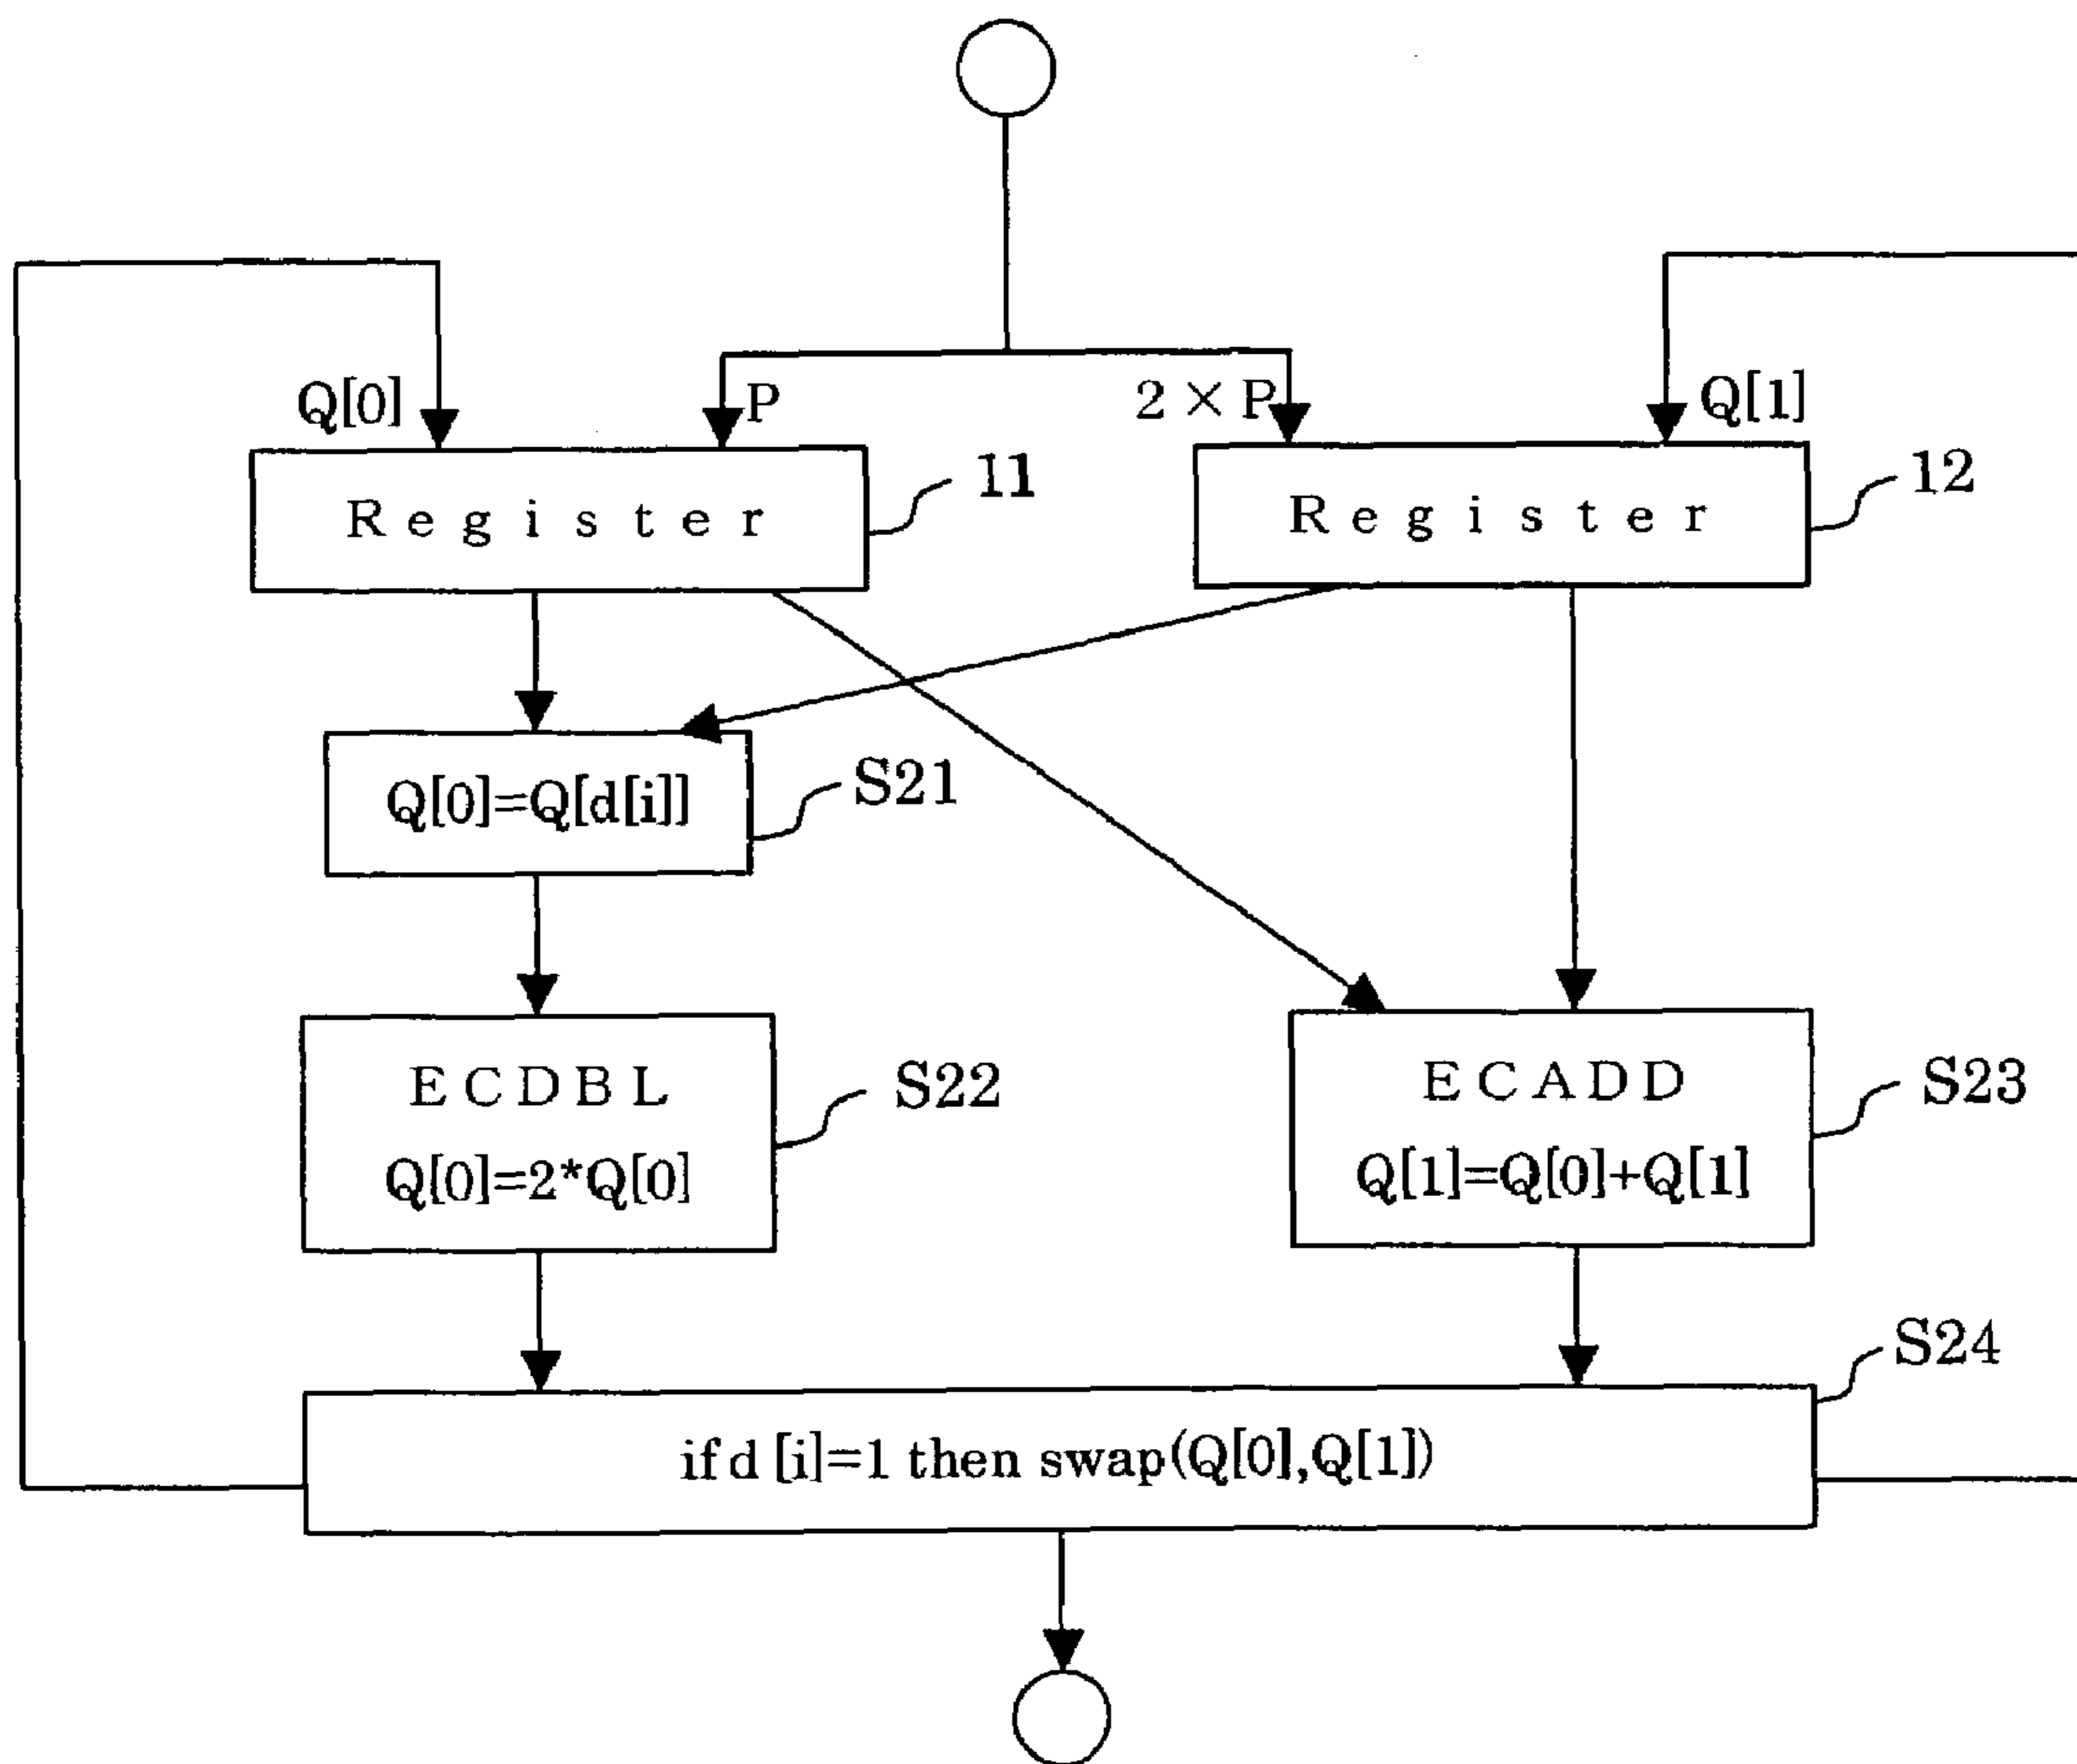 Q[0]
P
2 × P
Q[1]
Register
11
Register
12
Q[0]=Q[d[i]]
S21
ECDBL
Q[0]=2*Q[0]
S22
ECADD
Q[1]=Q[0]+Q[1]
S23
if d [i]=1 then swap(Q[0],Q[1])
S24